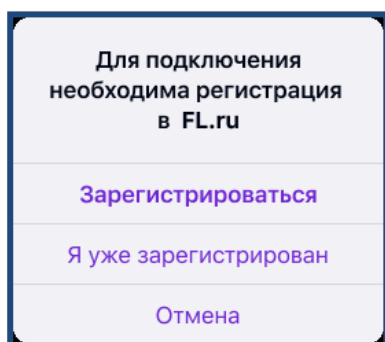 Для подключения
необходима регистрация
в FL.ru
Зарегистрироваться
Я уже зарегистрирован
Отмена